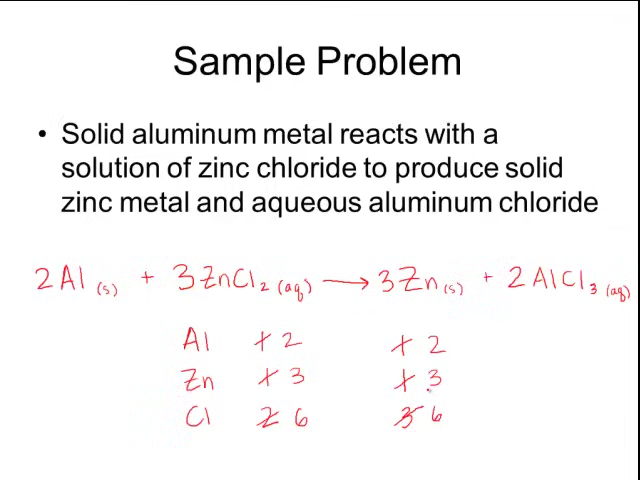 Sample Problem
• Solid aluminum metal reacts with a
solution of zinc chloride to produce solid
zinc metal and aqueous aluminum chloride
2Al (s) + 3ZnCl₂ (aq) → 3Zn (s) + 2AlCl₃ (aq)
Al 1 2 1 2
Zn 1 3 1 3
Cl 2 6 3 6